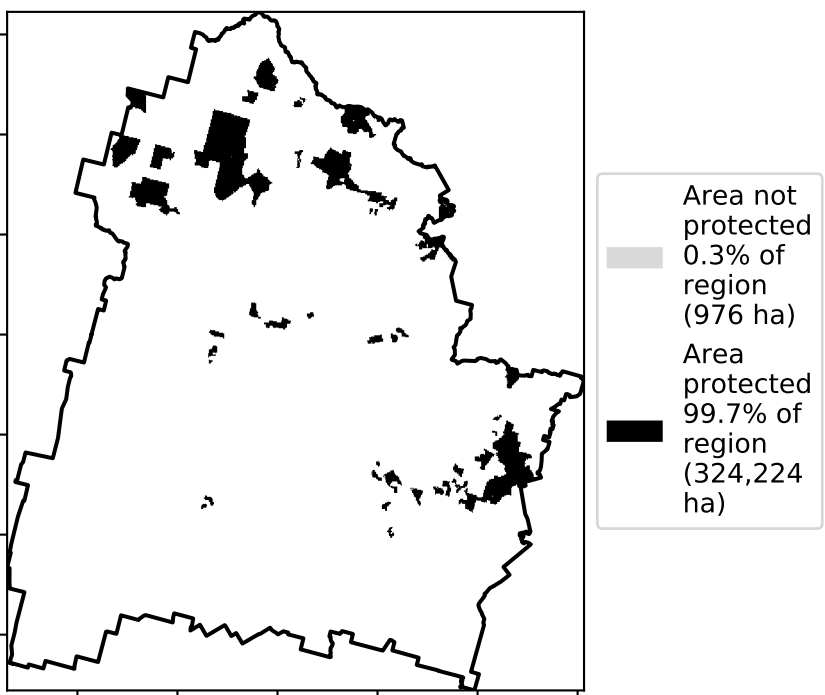 Area not
protected
0.3% of
region
(976 ha)
Area
protected
99.7% of
region
(324,224
ha)